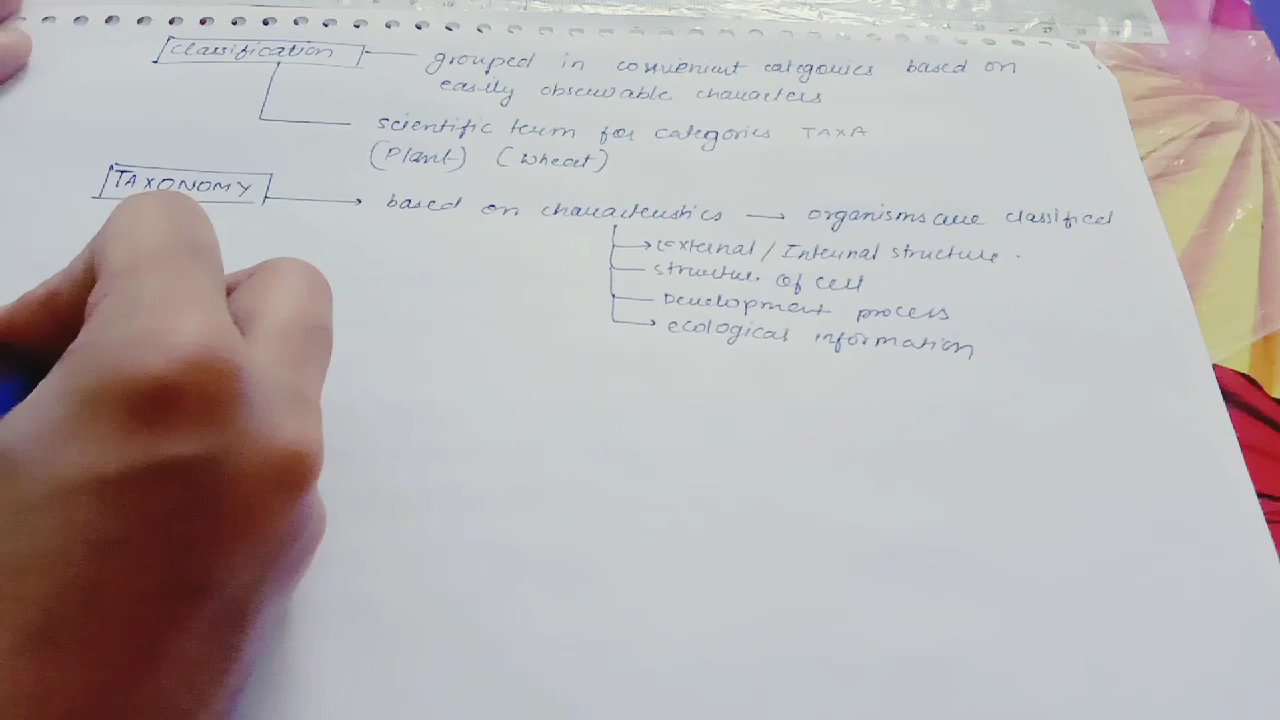 classification — grouped in convenient categories based on
easily observable characters
scientific term for categories TAXA
(Plant) (wheat)
TAXONOMY → based on characteristics → organisms are classified
→ External / Internal structure
structure of cell
Development process
→ ecological information